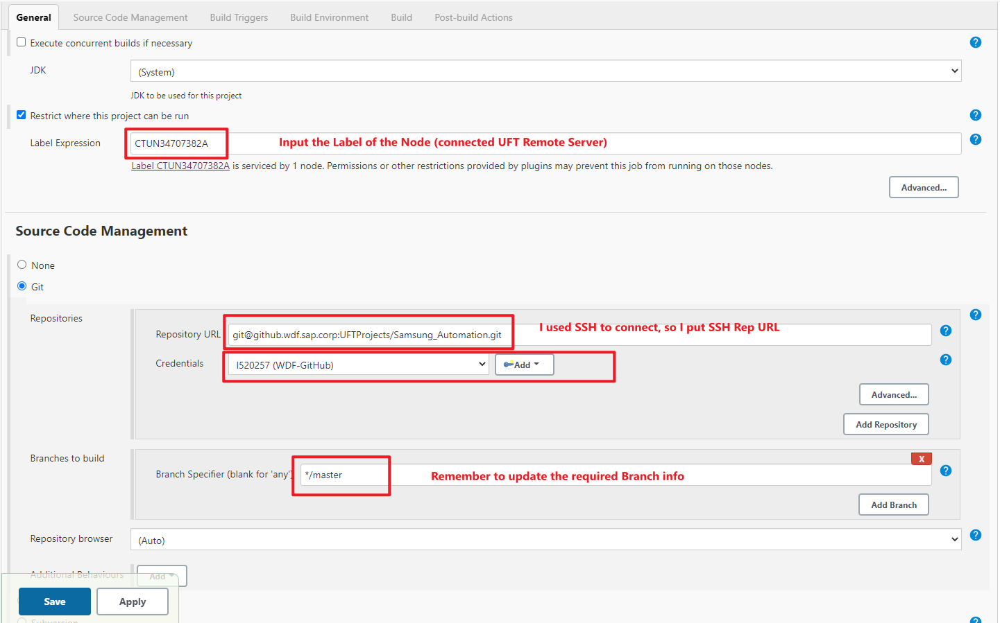 General Source Code Management Build Triggers Build Environment Build Post-build Actions
Execute concurrent builds if necessary
JDK (System)
JDK to be used for this project
Restrict where this project can be run
Label Expression CTUN34707382A Input the Label of the Node (connected UFT Remote Server)
Label CTUN34707382A is serviced by 1 node. Permissions or other restrictions provided by plugins may prevent this job from running on those nodes.
Advanced...
Source Code Management
None
Git
Repositories
Repository URL git@github.wdf.sap.corp:UFTProjects/Samsung_Automation.git I used SSH to connect, so I put SSH Rep URL
Credentials I520257 (WDF-GitHub) Add
Advanced...
Add Repository
Branches to build
X
Branch Specifier (blank for 'any') */master Remember to update the required Branch info
Add Branch
Repository browser (Auto)
Additional Behaviours Add
Save Apply
Subversion